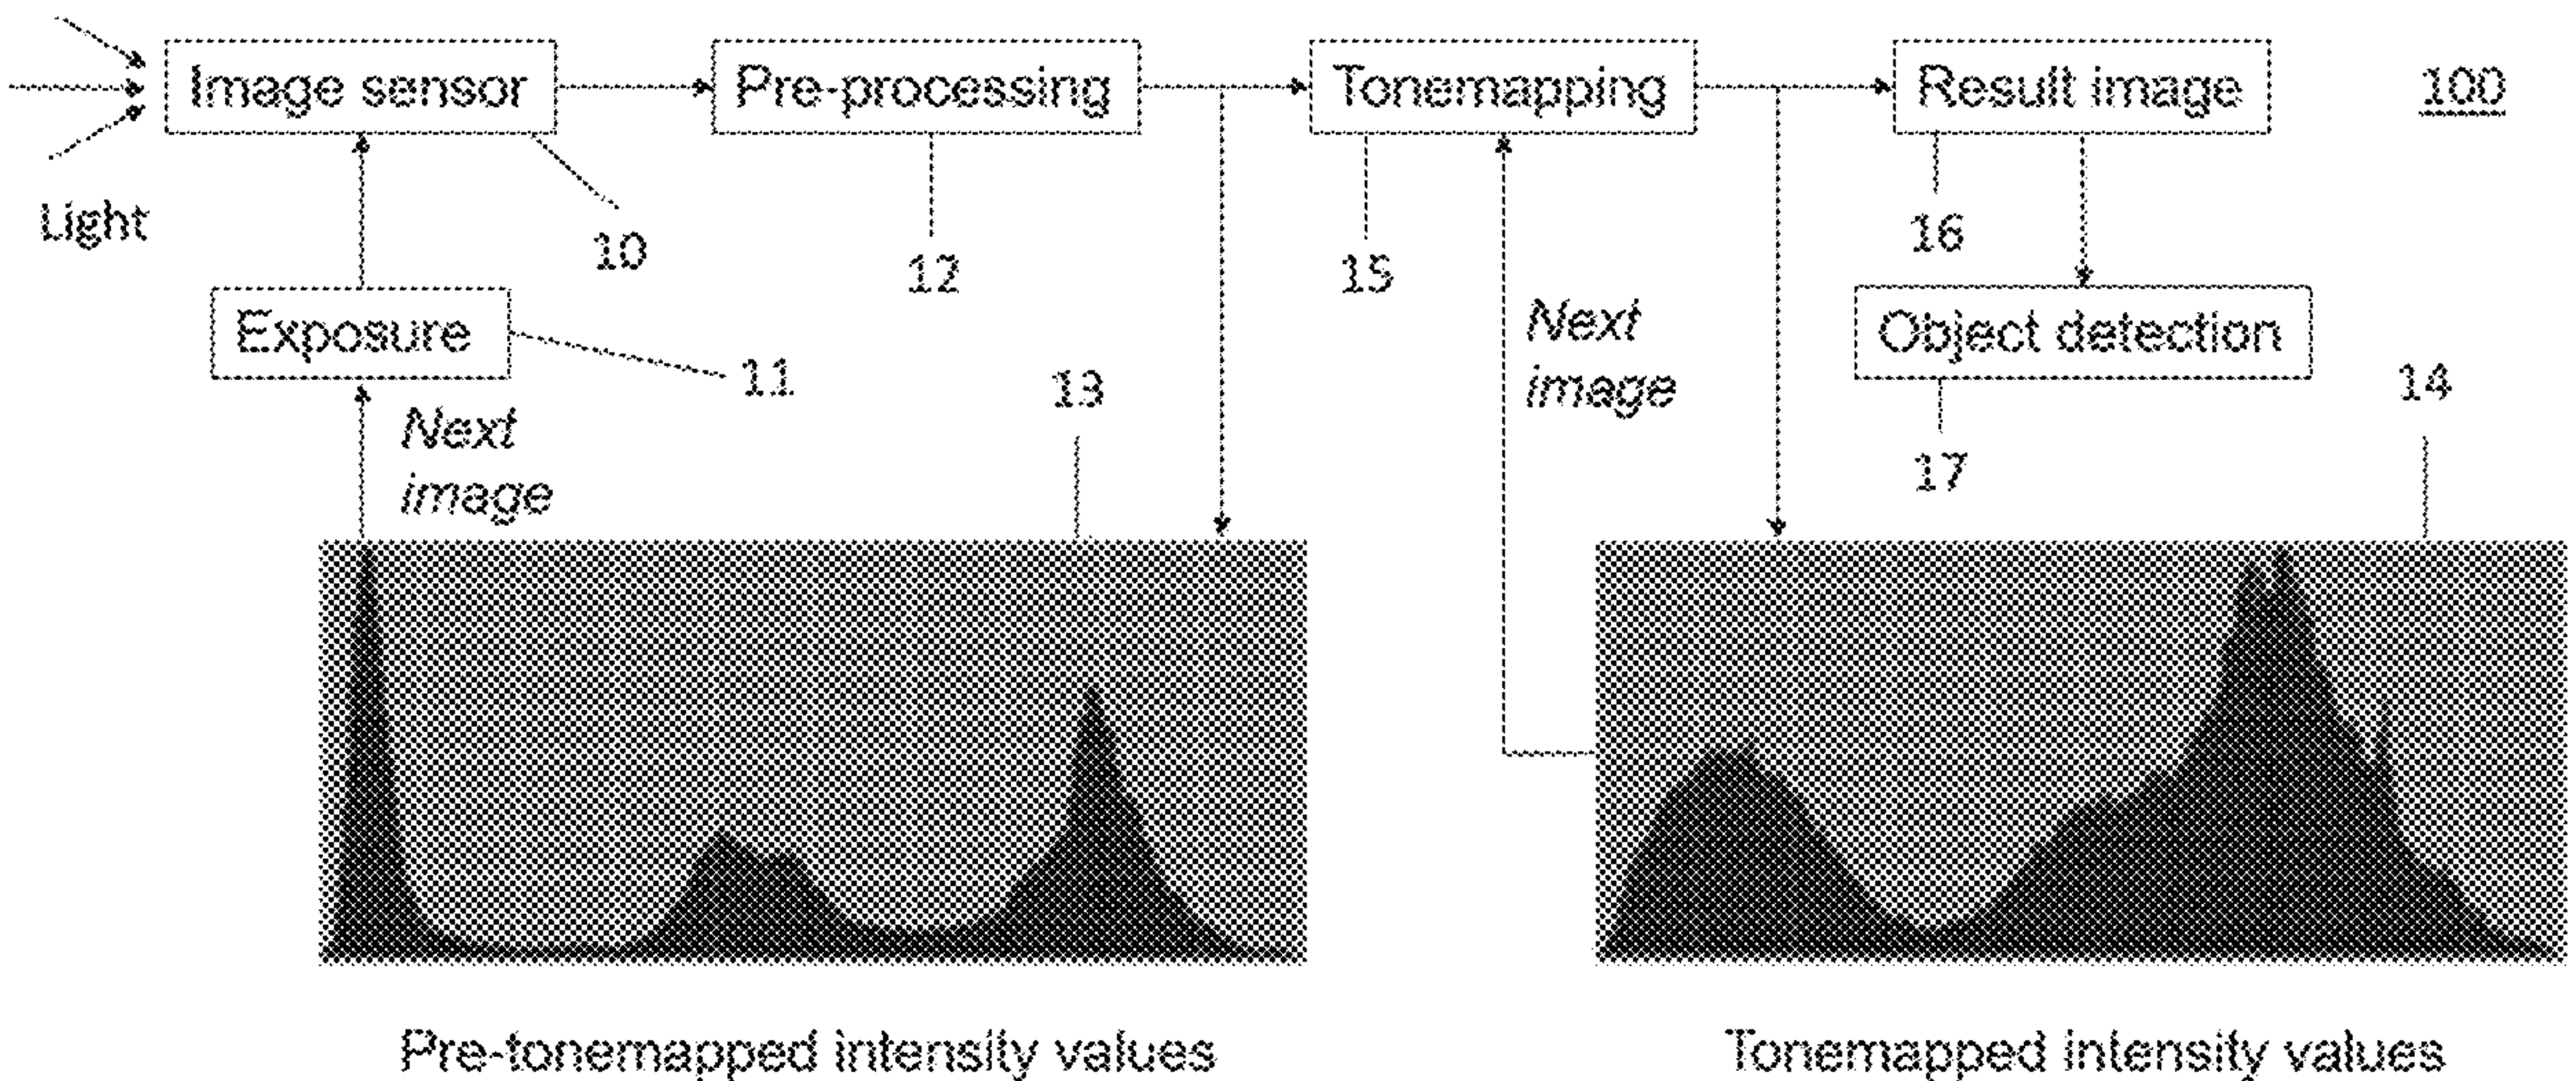 Image sensor
Pre-processing
Tonemapping
Result image
100
Light
10
12
15
16
Exposure
11
13
Next
image
Object detection
14
Next
image
17
Pre-tonemapped intensity values
Tonemapped intensity values